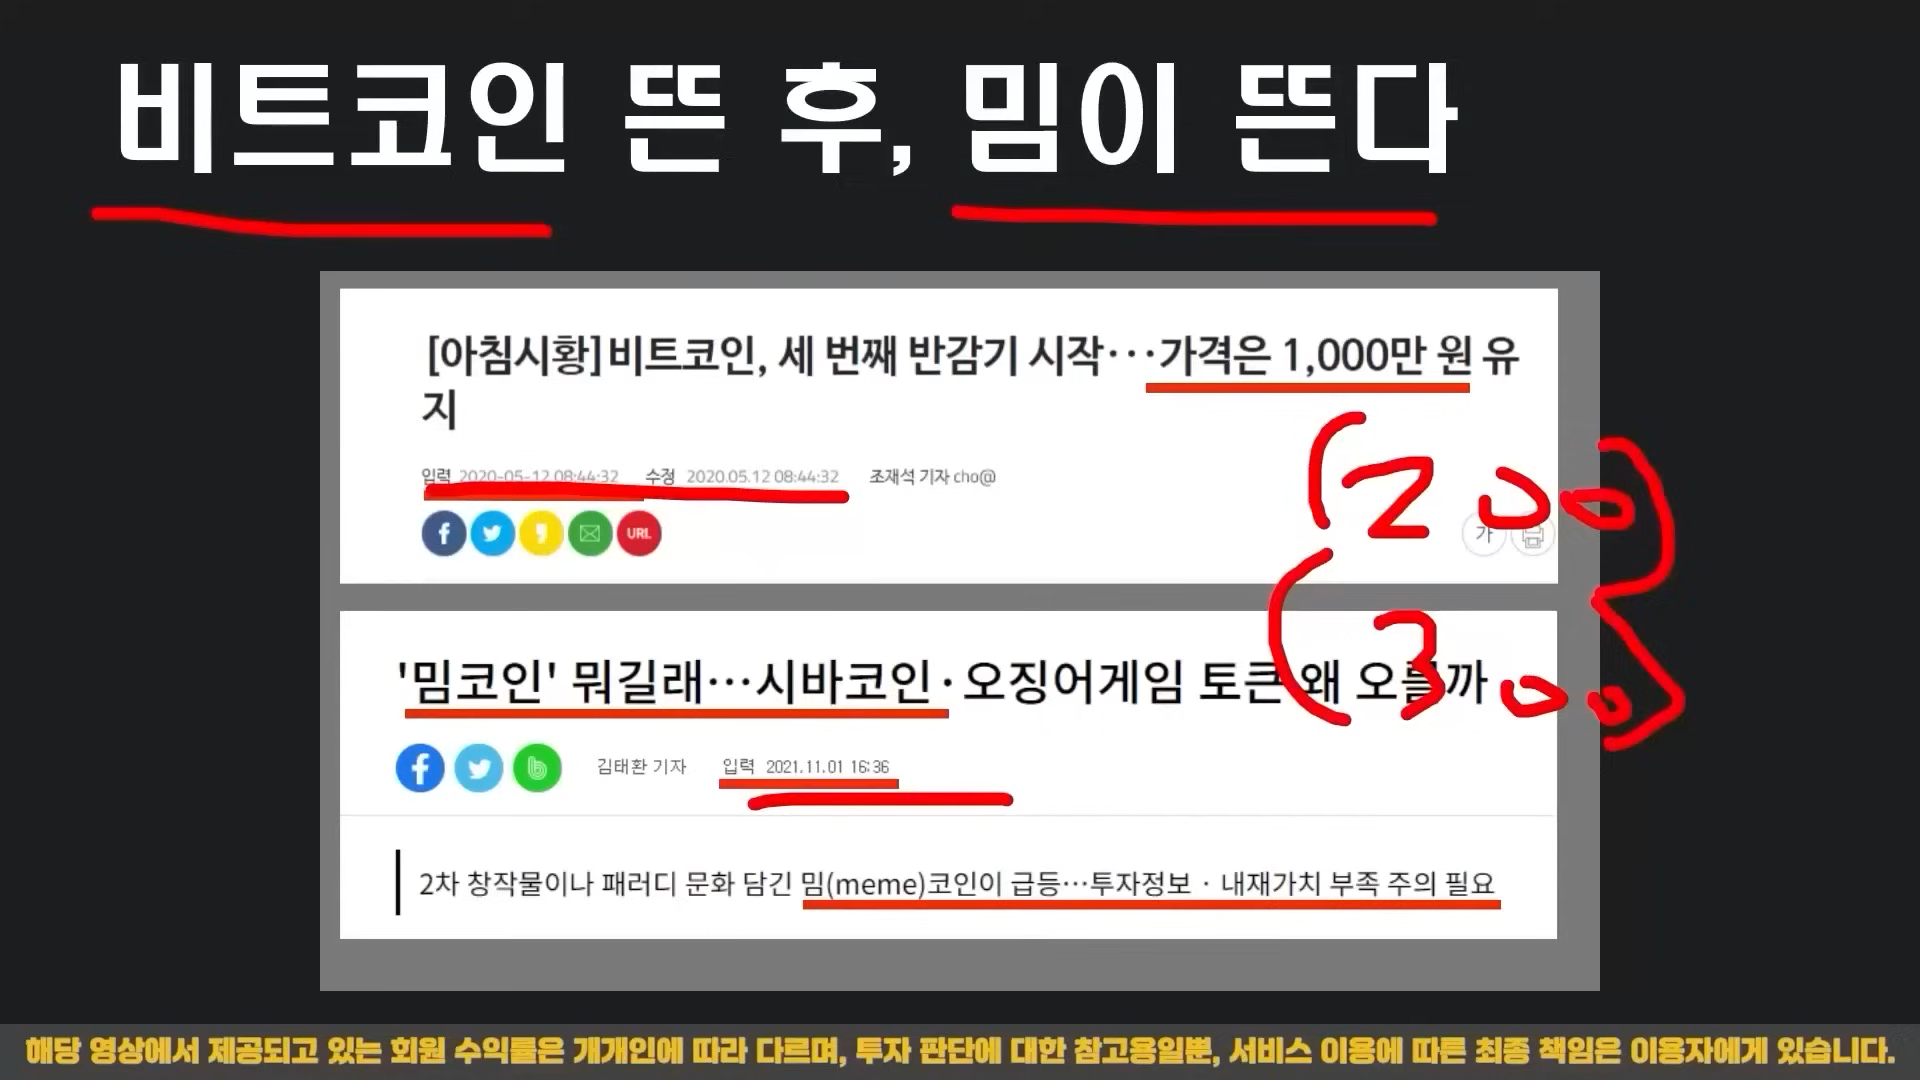 비트코인 뜬 후, 밈이 뜬다
[아침시황]비트코인, 세 번째 반감기 시작···가격은 1,000만 원 유
지
입력 2020-05-12 08:44:32 수정 2020.05.12 08:44:32 조재석 기자 cho@
f URL 가
(200)
'밈코인' 뭐길래···시바코인·오징어게임 토큰 왜 오를까
(300)
f b 김태환 기자 입력 2021.11.01 16:36
2차 창작물이나 패러디 문화 담긴 밈(meme)코인이 급등···투자정보·내재가치 부족 주의 필요
해당 영상에서 제공되고 있는 회원 수익률은 개개인에 따라 다르며, 투자 판단에 대한 참고용일뿐, 서비스 이용에 따른 최종 책임은 이용자에게 있습니다.